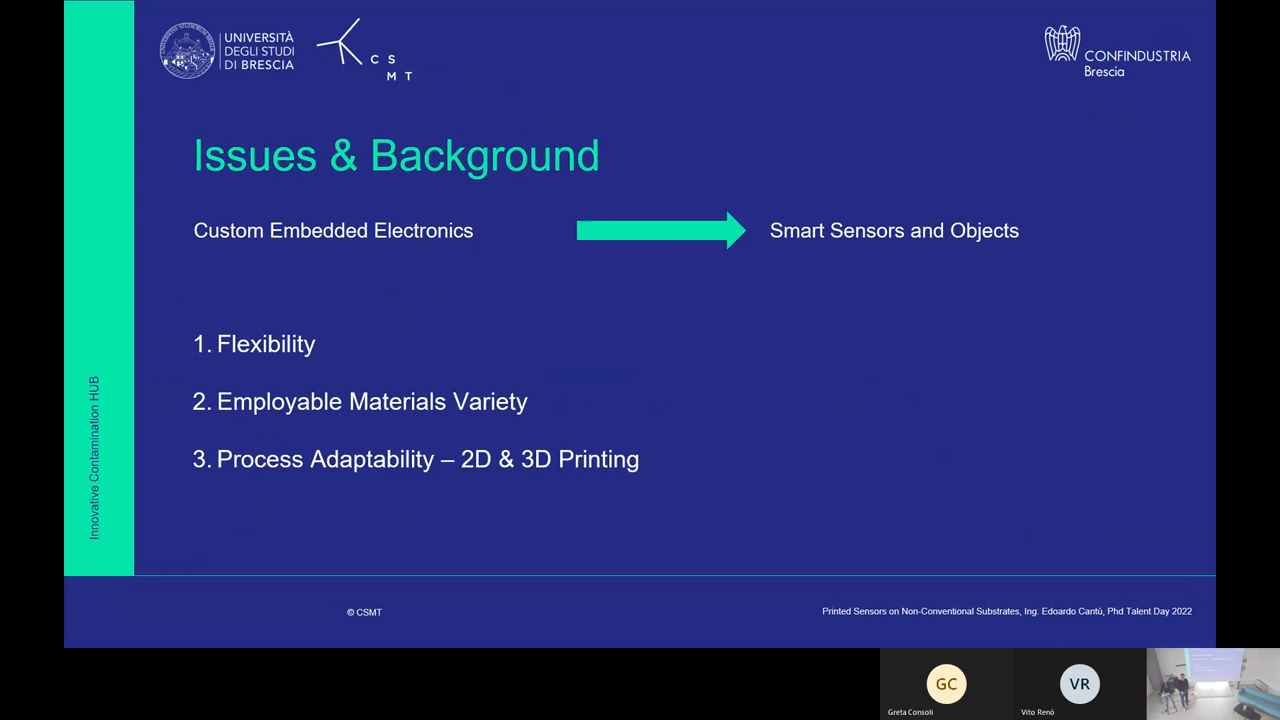 UNIVERSITÀ
DEGLI STUDI
DI BRESCIA
C S
M T
CONFINDUSTRIA
Brescia
Issues & Background
Custom Embedded Electronics
Smart Sensors and Objects
1. Flexibility
2. Employable Materials Variety
3. Process Adaptability – 2D & 3D Printing
Innovative Contamination HUB
© CSMT
Printed Sensors on Non-Conventional Substrates, Ing. Edoardo Cantù, Phd Talent Day 2022
GC
Greta Consoli
VR
Vito Renò